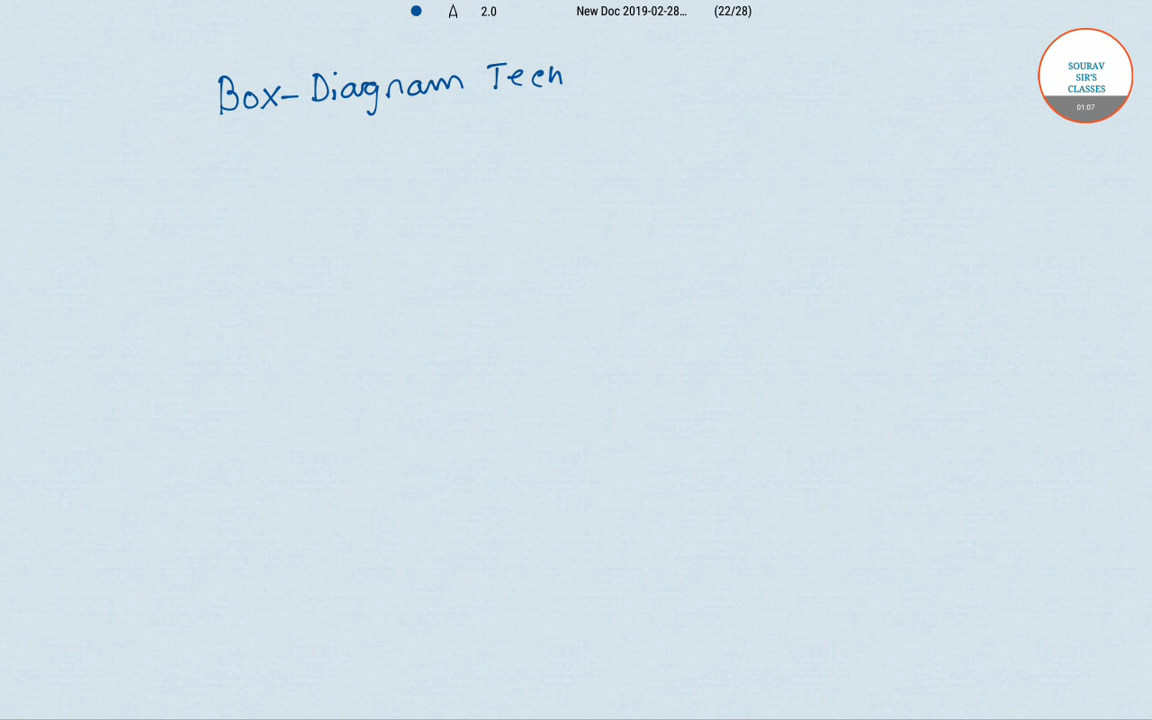 2.0 New Doc 2019-02-28... (22/28)
SOURAV
SIR'S
CLASSES
01:07
Box-Diagram Tech